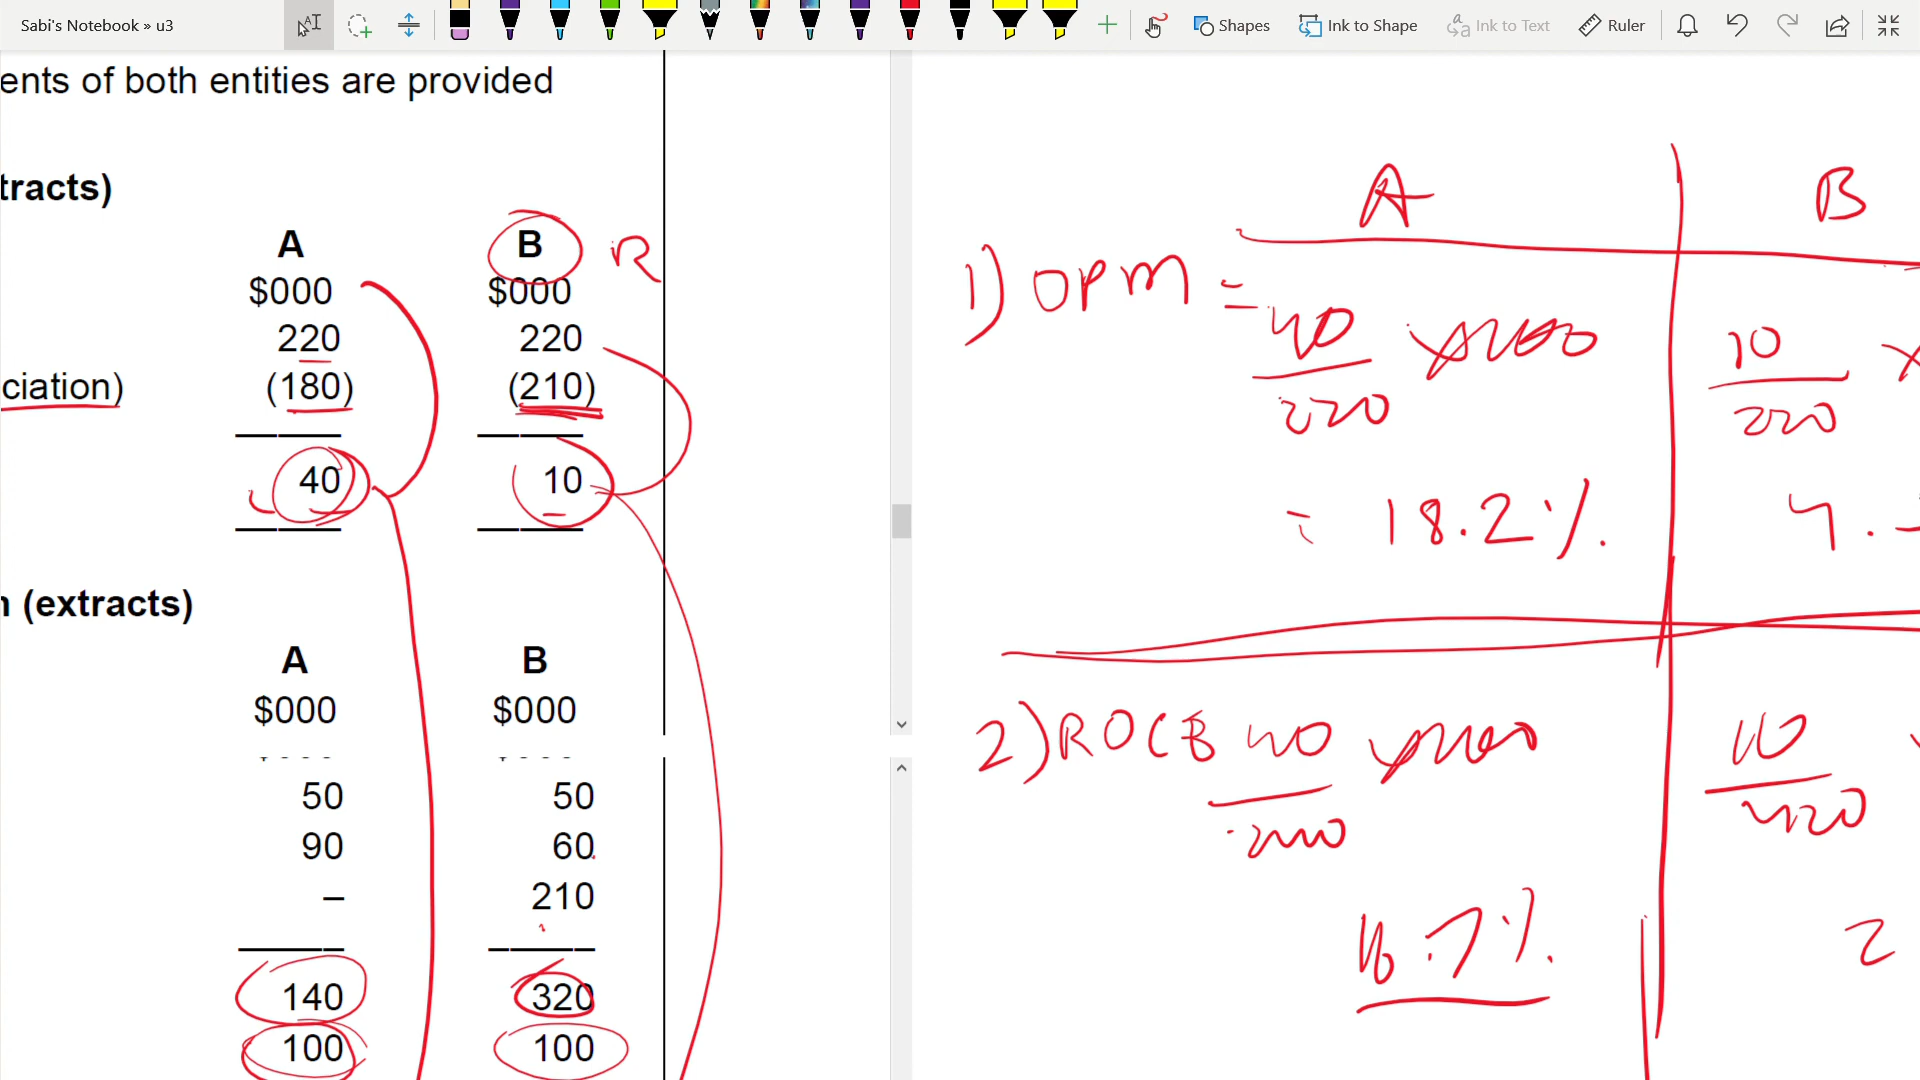 Sabi's Notebook » u3
Shapes
Ink to Shape
Ink to Text
Ruler
ents of both entities are provided
tracts)
A B R
$000 $000
220 220
ciation) (180) (210)
40 10
n (extracts)
A B
$000 $000
50 50
90 60
– 210
140 320
100 100
A B
1) OPM = 40 x100 10
220 220
= 18.2%. 4.
2) ROCE 40 x100 10
240 420
16.7%. 2